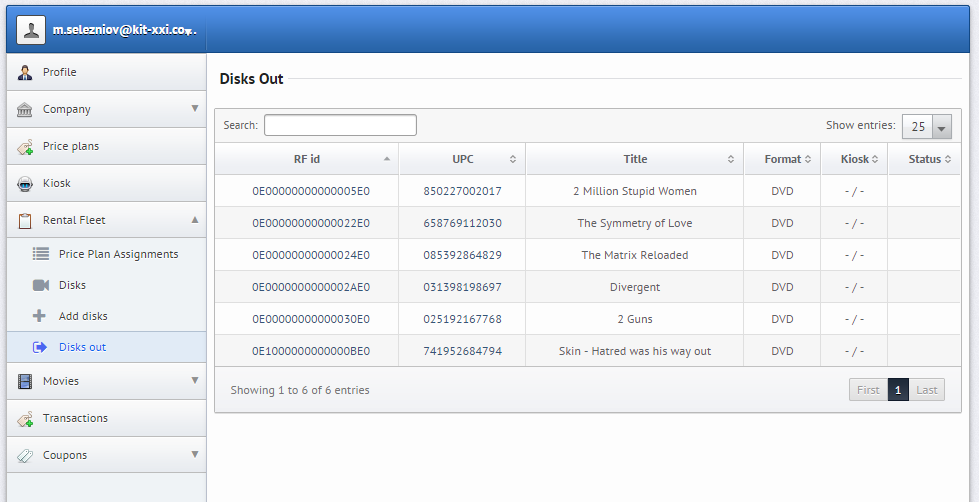 m.selezniov@kit-xxi.co...
Profile
Company
Price plans
Kiosk
Rental Fleet
Price Plan Assignments
Disks
Add disks
Disks out
Movies
Transactions
Coupons
Disks Out
Search: Show entries: 25
RF id UPC Title Format Kiosk Status
0E00000000000005E0 850227002017 2 Million Stupid Women DVD - / -
0E00000000000022E0 658769112030 The Symmetry of Love DVD - / -
0E00000000000024E0 085392864829 The Matrix Reloaded DVD - / -
0E0000000000002AE0 031398198697 Divergent DVD - / -
0E00000000000030E0 025192167768 2 Guns DVD - / -
0E1000000000000BE0 741952684794 Skin - Hatred was his way out DVD - / -
Showing 1 to 6 of 6 entries First 1 Last